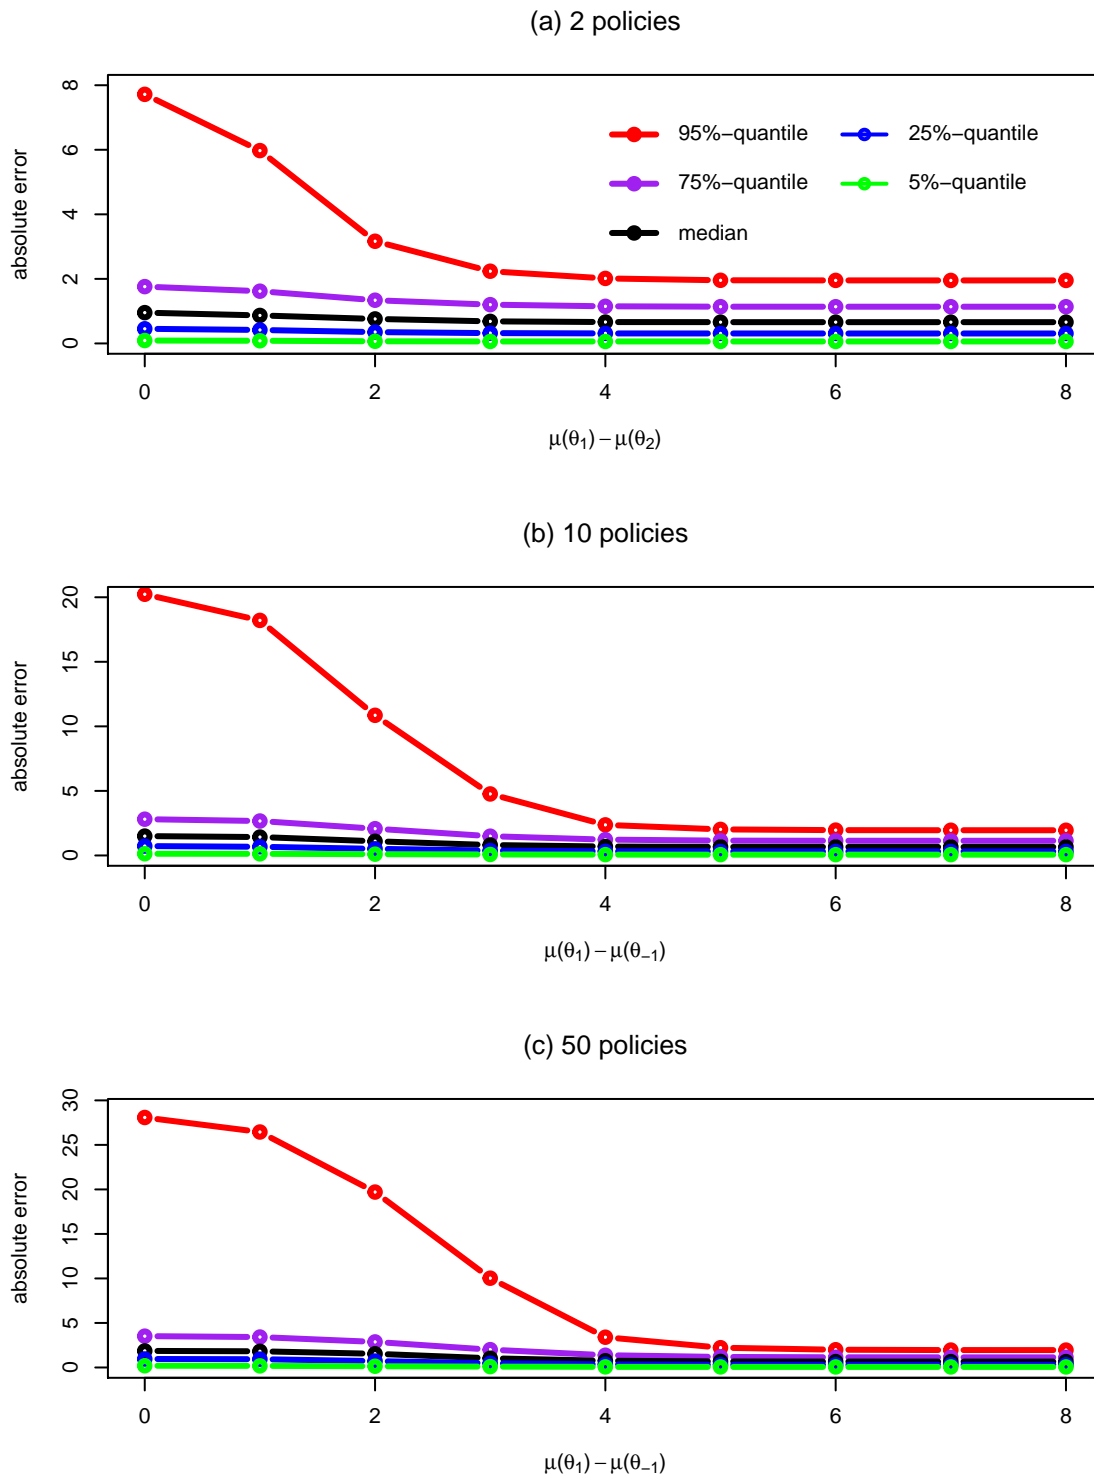 (a) 2 policies
absolute error
8
6
4
2
0
95%−quantile
25%−quantile
75%−quantile
5%−quantile
median
0 2 4 6 8
μ(θ₁) − μ(θ₂)
(b) 10 policies
absolute error
20
15
10
5
0
0 2 4 6 8
μ(θ₁) − μ(θ₋₁)
(c) 50 policies
absolute error
30
25
20
15
10
5
0
0 2 4 6 8
μ(θ₁) − μ(θ₋₁)